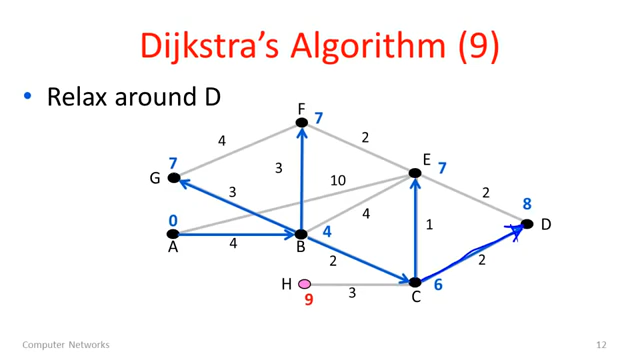 Dijkstra's Algorithm (9)
• Relax around D
F 7
4
2
7
3
10
E 7
G
3
4
2
8
0
1
D
4
4
A
B
2
2
H
3
6
9
C
Computer Networks
12